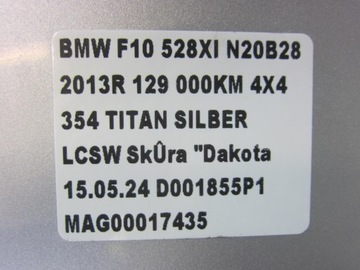 BMW F10 528XI N20B28
2013R 129 000KM 4X4
354 TITAN SILBER
LCSW SkÛra "Dakota
15.05.24 D001855P1
MAG00017435